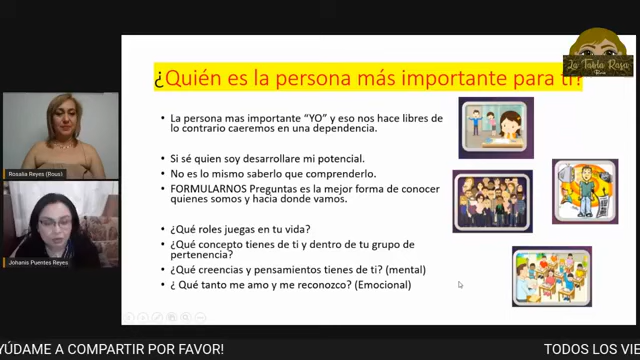 ¿Quién es la persona más importante para ti?
La Tabla Rasa
Rous
• La persona mas importante “YO” y eso nos hace libres de
lo contrario caeremos en una dependencia.
• Si sé quien soy desarrollare mi potencial.
• No es lo mismo saberlo que comprenderlo.
• FORMULARNOS Preguntas es la mejor forma de conocer
quienes somos y hacia donde vamos.
• ¿Qué roles juegas en tu vida?
• ¿Qué concepto tienes de ti y dentro de tu grupo de
pertenencia?
• ¿Qué creencias y pensamientos tienes de ti? (mental)
• ¿ Qué tanto me amo y me reconozco? (Emocional)
Rosalia Reyes (Rous)
Johanis Puentes Reyes
YÚDAME A COMPARTIR POR FAVOR!
TODOS LOS VIE